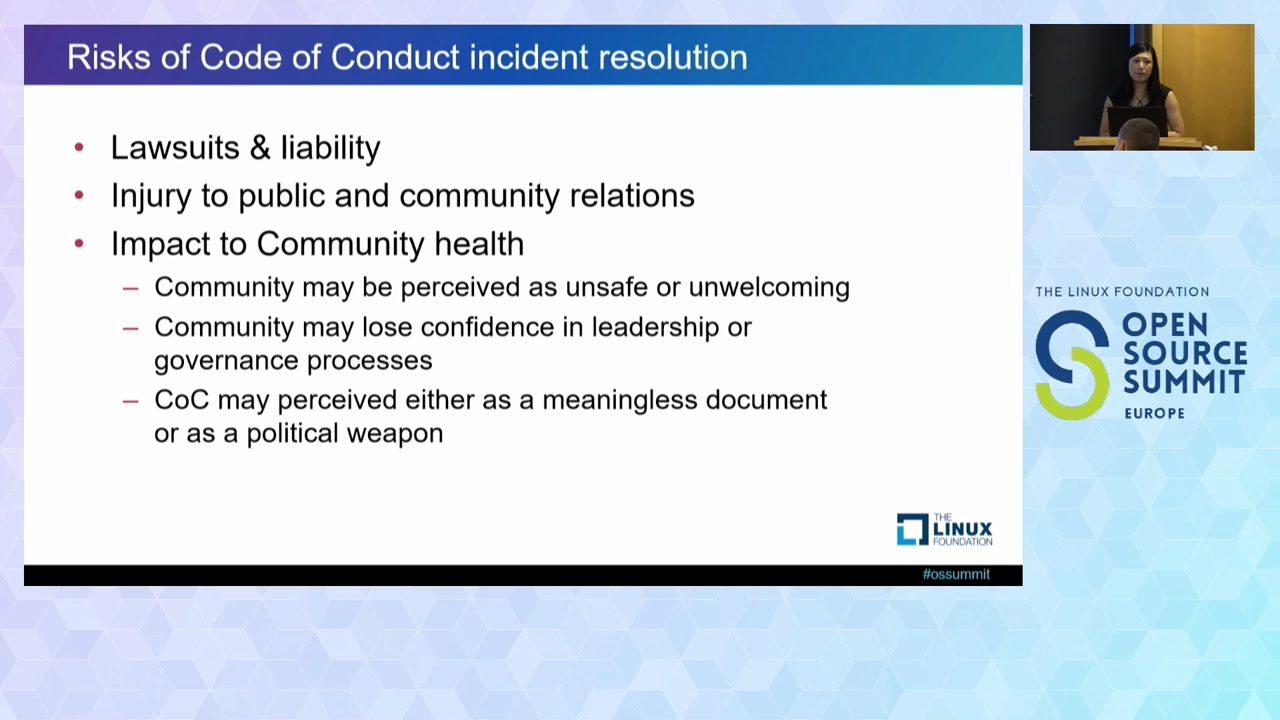 Risks of Code of Conduct incident resolution
• Lawsuits & liability
• Injury to public and community relations
• Impact to Community health
– Community may be perceived as unsafe or unwelcoming
– Community may lose confidence in leadership or
governance processes
– CoC may perceived either as a meaningless document
or as a political weapon
THE
LINUX
FOUNDATION
#ossummit
THE LINUX FOUNDATION
OPEN
SOURCE
SUMMIT
EUROPE